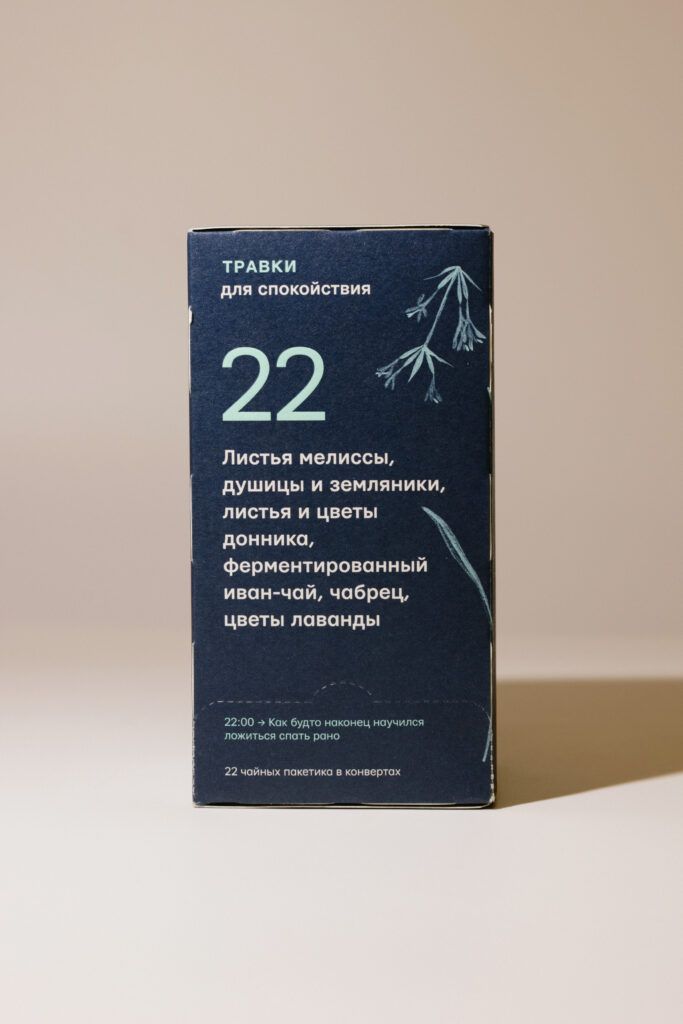 ТРАВКИ
для спокойствия
22
Листья мелиссы,
душицы и земляники,
листья и цветы
донника,
ферментированный
иван-чай, чабрец,
цветы лаванды
22:00 → Как будто наконец научился
ложиться спать рано
22 чайных пакетика в конвертах